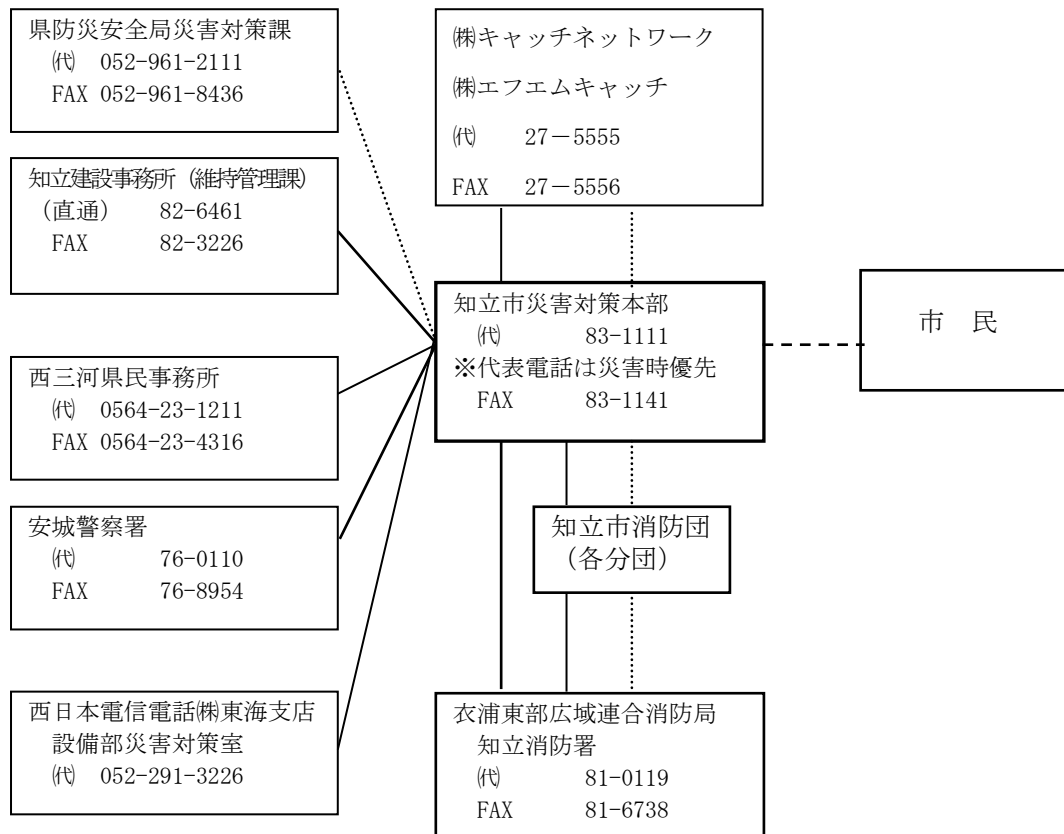 県防災安全局災害対策課
㈹ 052-961-2111
FAX 052-961-8436
知立建設事務所（維持管理課）
（直通） 82-6461
FAX 82-3226
西三河県民事務所
㈹ 0564-23-1211
FAX 0564-23-4316
安城警察署
㈹ 76-0110
FAX 76-8954
西日本電信電話㈱東海支店
設備部災害対策室
㈹ 052-291-3226
㈱キャッチネットワーク
㈱エフエムキャッチ
㈹ 27－5555
FAX 27－5556
知立市災害対策本部
㈹ 83-1111
※代表電話は災害時優先
FAX 83-1141
知立市消防団
（各分団）
衣浦東部広域連合消防局
知立消防署
㈹ 81-0119
FAX 81-6738
市 民